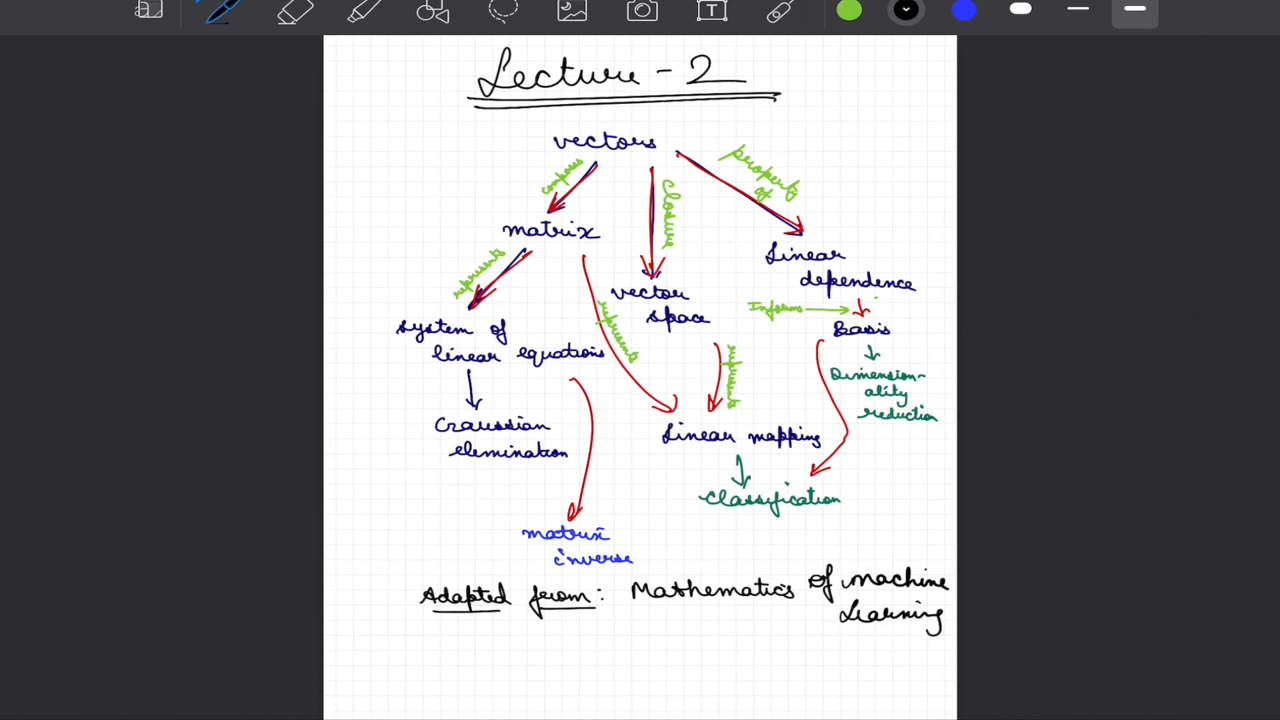 Lecture - 2
vectors
composes
closure
property of
matrix
Linear
dependence
represents
vector
space
represents
Informs
Basis
system of
linear equations
represents
Dimension-
ality
reduction
Gaussian
elemination
Linear mapping
classification
matrix
inverse
Adapted from: Mathematics of machine
Learning